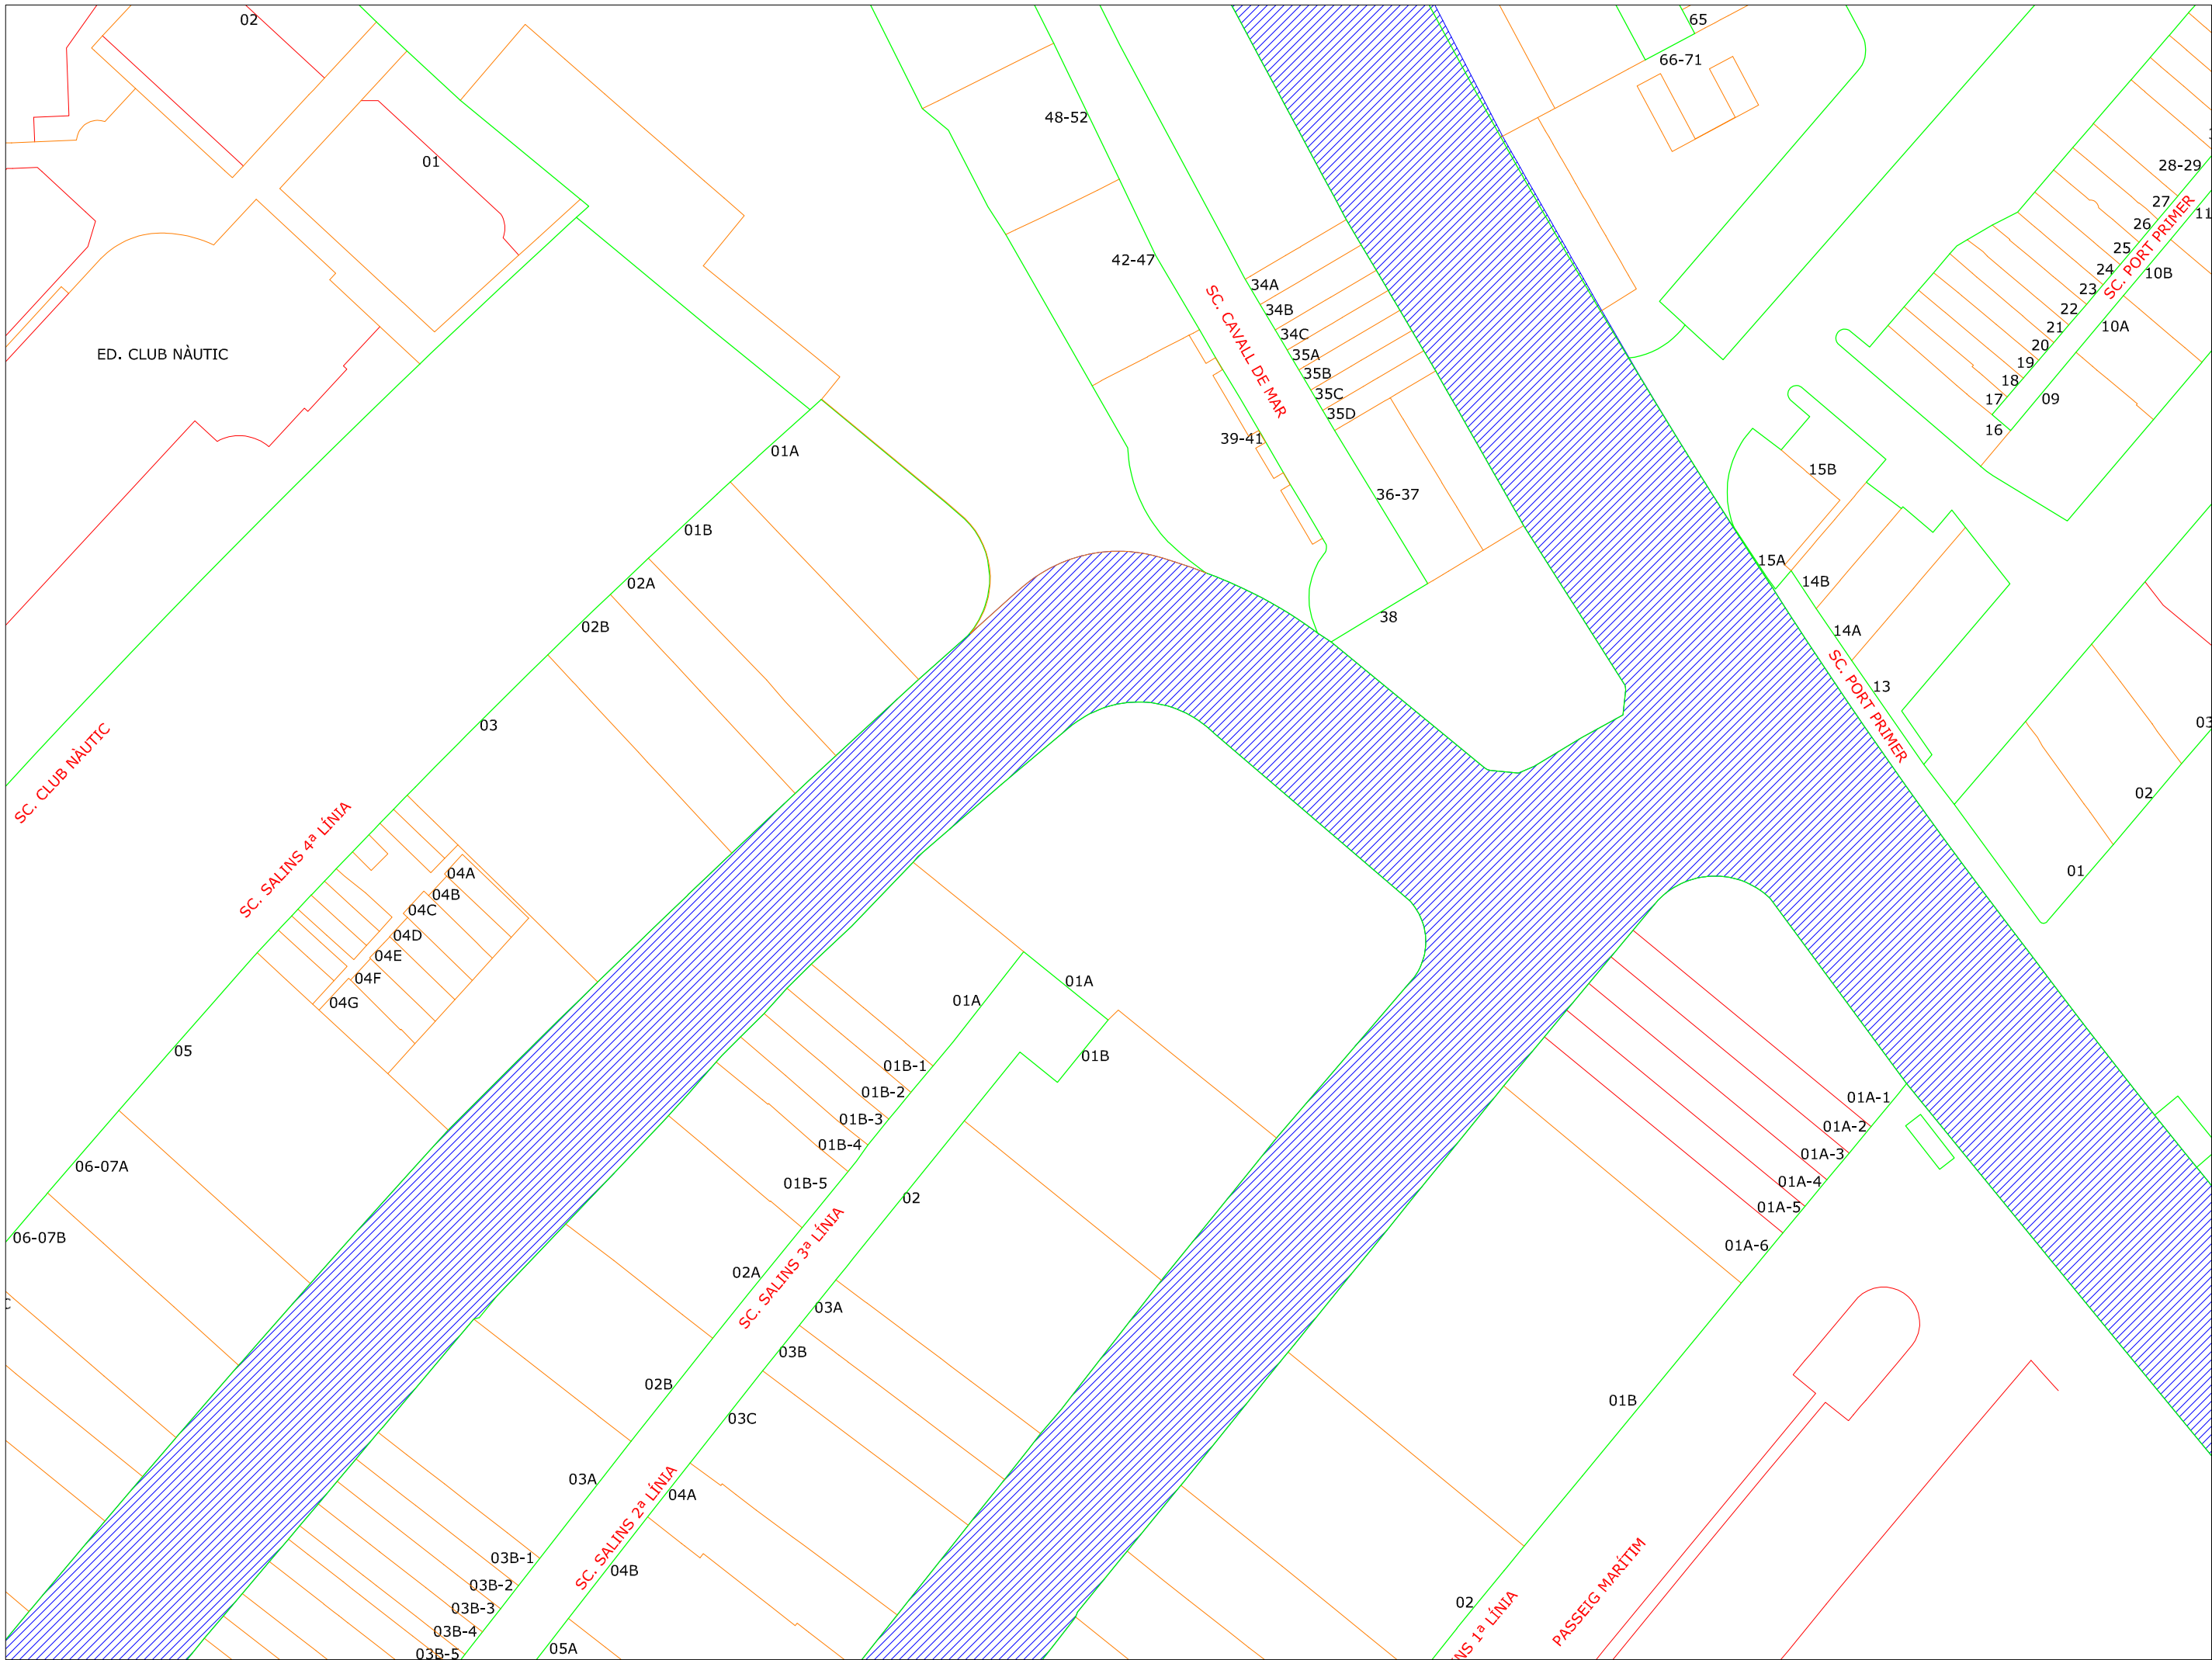 02
65
66-71
48-52
01
28-29
27
11
26
25
24
10B
23
22
21
10A
20
19
18
17
09
16
SC. PORT PRIMER
42-47
34A
34B
34C
35A
35B
35C
35D
SC. CAVALL DE MAR
39-41
36-37
38
ED. CLUB NÀUTIC
01A
01B
02A
02B
03
15B
15A
14B
14A
13
SC. PORT PRIMER
03
02
01
SC. CLUB NÀUTIC
SC. SALINS 4ª LÍNIA
04A
04B
04C
04D
04E
04F
04G
05
06-07A
06-07B
C
01A
01A
01B
01B-1
01B-2
01B-3
01B-4
01B-5
02
02A
SC. SALINS 3ª LÍNIA
03A
03B
02B
03C
03A
04A
SC. SALINS 2ª LÍNIA
04B
03B-1
03B-2
03B-3
03B-4
03B-5
05A
01A-1
01A-2
01A-3
01A-4
01A-5
01A-6
01B
02
NS 1ª LÍNIA
PASSEIG MARÍTIM